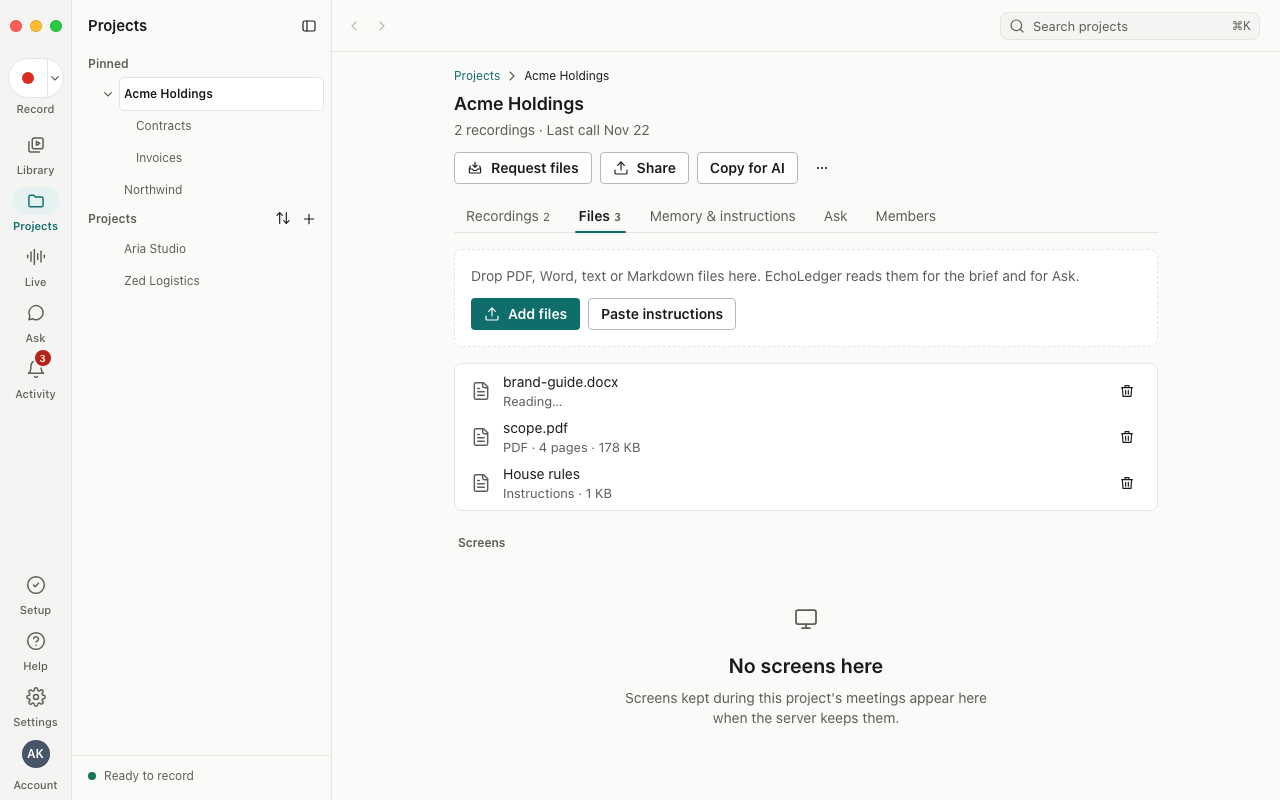 Projects
Search projects
⌘K
Record
Library
Projects
Live
Ask
3
Activity
Setup
Help
Settings
AK
Account
Pinned
Acme Holdings
Contracts
Invoices
Northwind
Projects
Aria Studio
Zed Logistics
Ready to record
Projects > Acme Holdings
Acme Holdings
2 recordings · Last call Nov 22
Request files
Share
Copy for AI
···
Recordings 2
Files 3
Memory & instructions
Ask
Members
Drop PDF, Word, text or Markdown files here. EchoLedger reads them for the brief and for Ask.
Add files
Paste instructions
brand-guide.docx
Reading…
scope.pdf
PDF · 4 pages · 178 KB
House rules
Instructions · 1 KB
Screens
No screens here
Screens kept during this project's meetings appear here
when the server keeps them.